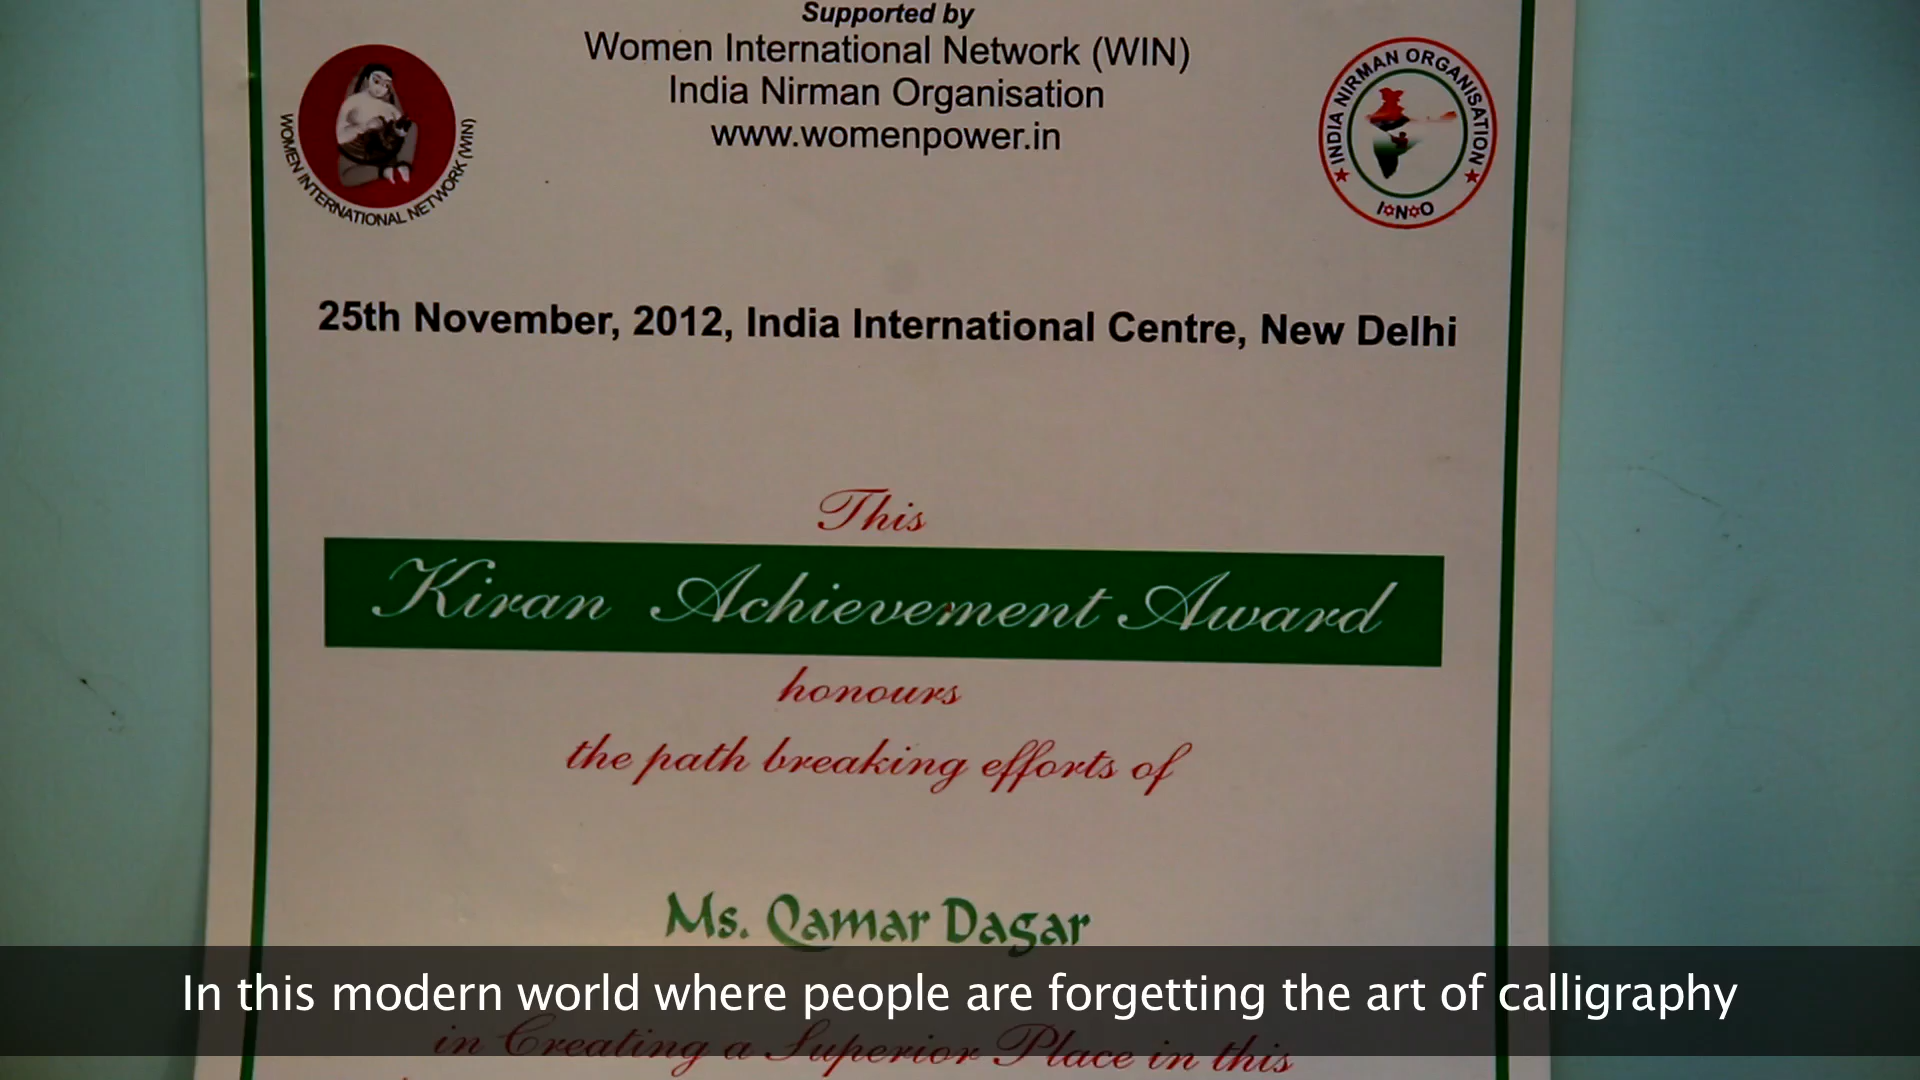 Supported by
Women International Network (WIN)
India Nirman Organisation
www.womenpower.in
WOMEN INTERNATIONAL NETWORK (WIN)
INDIA NIRMAN ORGANISATION
I N O
25th November, 2012, India International Centre, New Delhi
This
Kiran Achievement Award
honours
the path breaking efforts of
Ms. Qamar Dagar
In this modern world where people are forgetting the art of calligraphy
in Creating a Superior Place in this